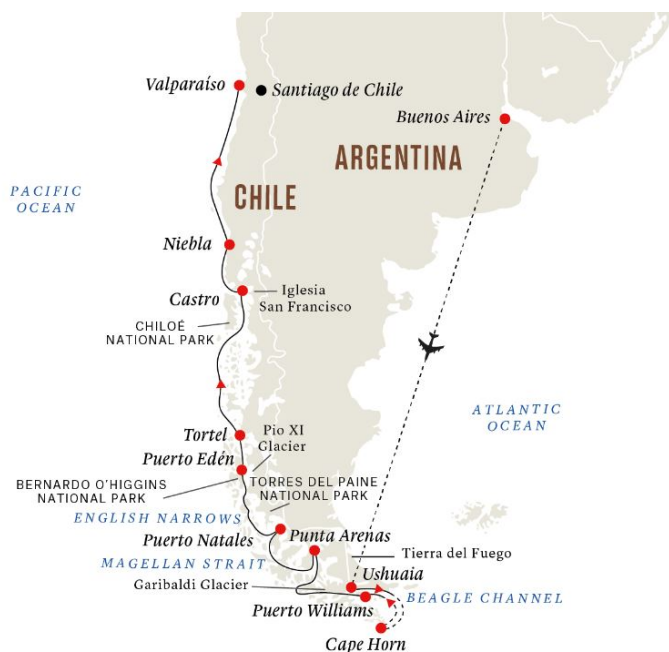 Valparaíso
Santiago de Chile
Buenos Aires
ARGENTINA
PACIFIC
OCEAN
CHILE
Niebla
Castro
Iglesia
San Francisco
CHILOÉ
NATIONAL PARK
ATLANTIC
OCEAN
Tortel
Pio XI
Glacier
Puerto Edén
BERNARDO O'HIGGINS
NATIONAL PARK
TORRES DEL PAINE
NATIONAL PARK
ENGLISH NARROWS
Puerto Natales
Punta Arenas
MAGELLAN STRAIT
Tierra del Fuego
Garibaldi Glacier
Ushuaia
Puerto Williams
BEAGLE CHANNEL
Cape Horn